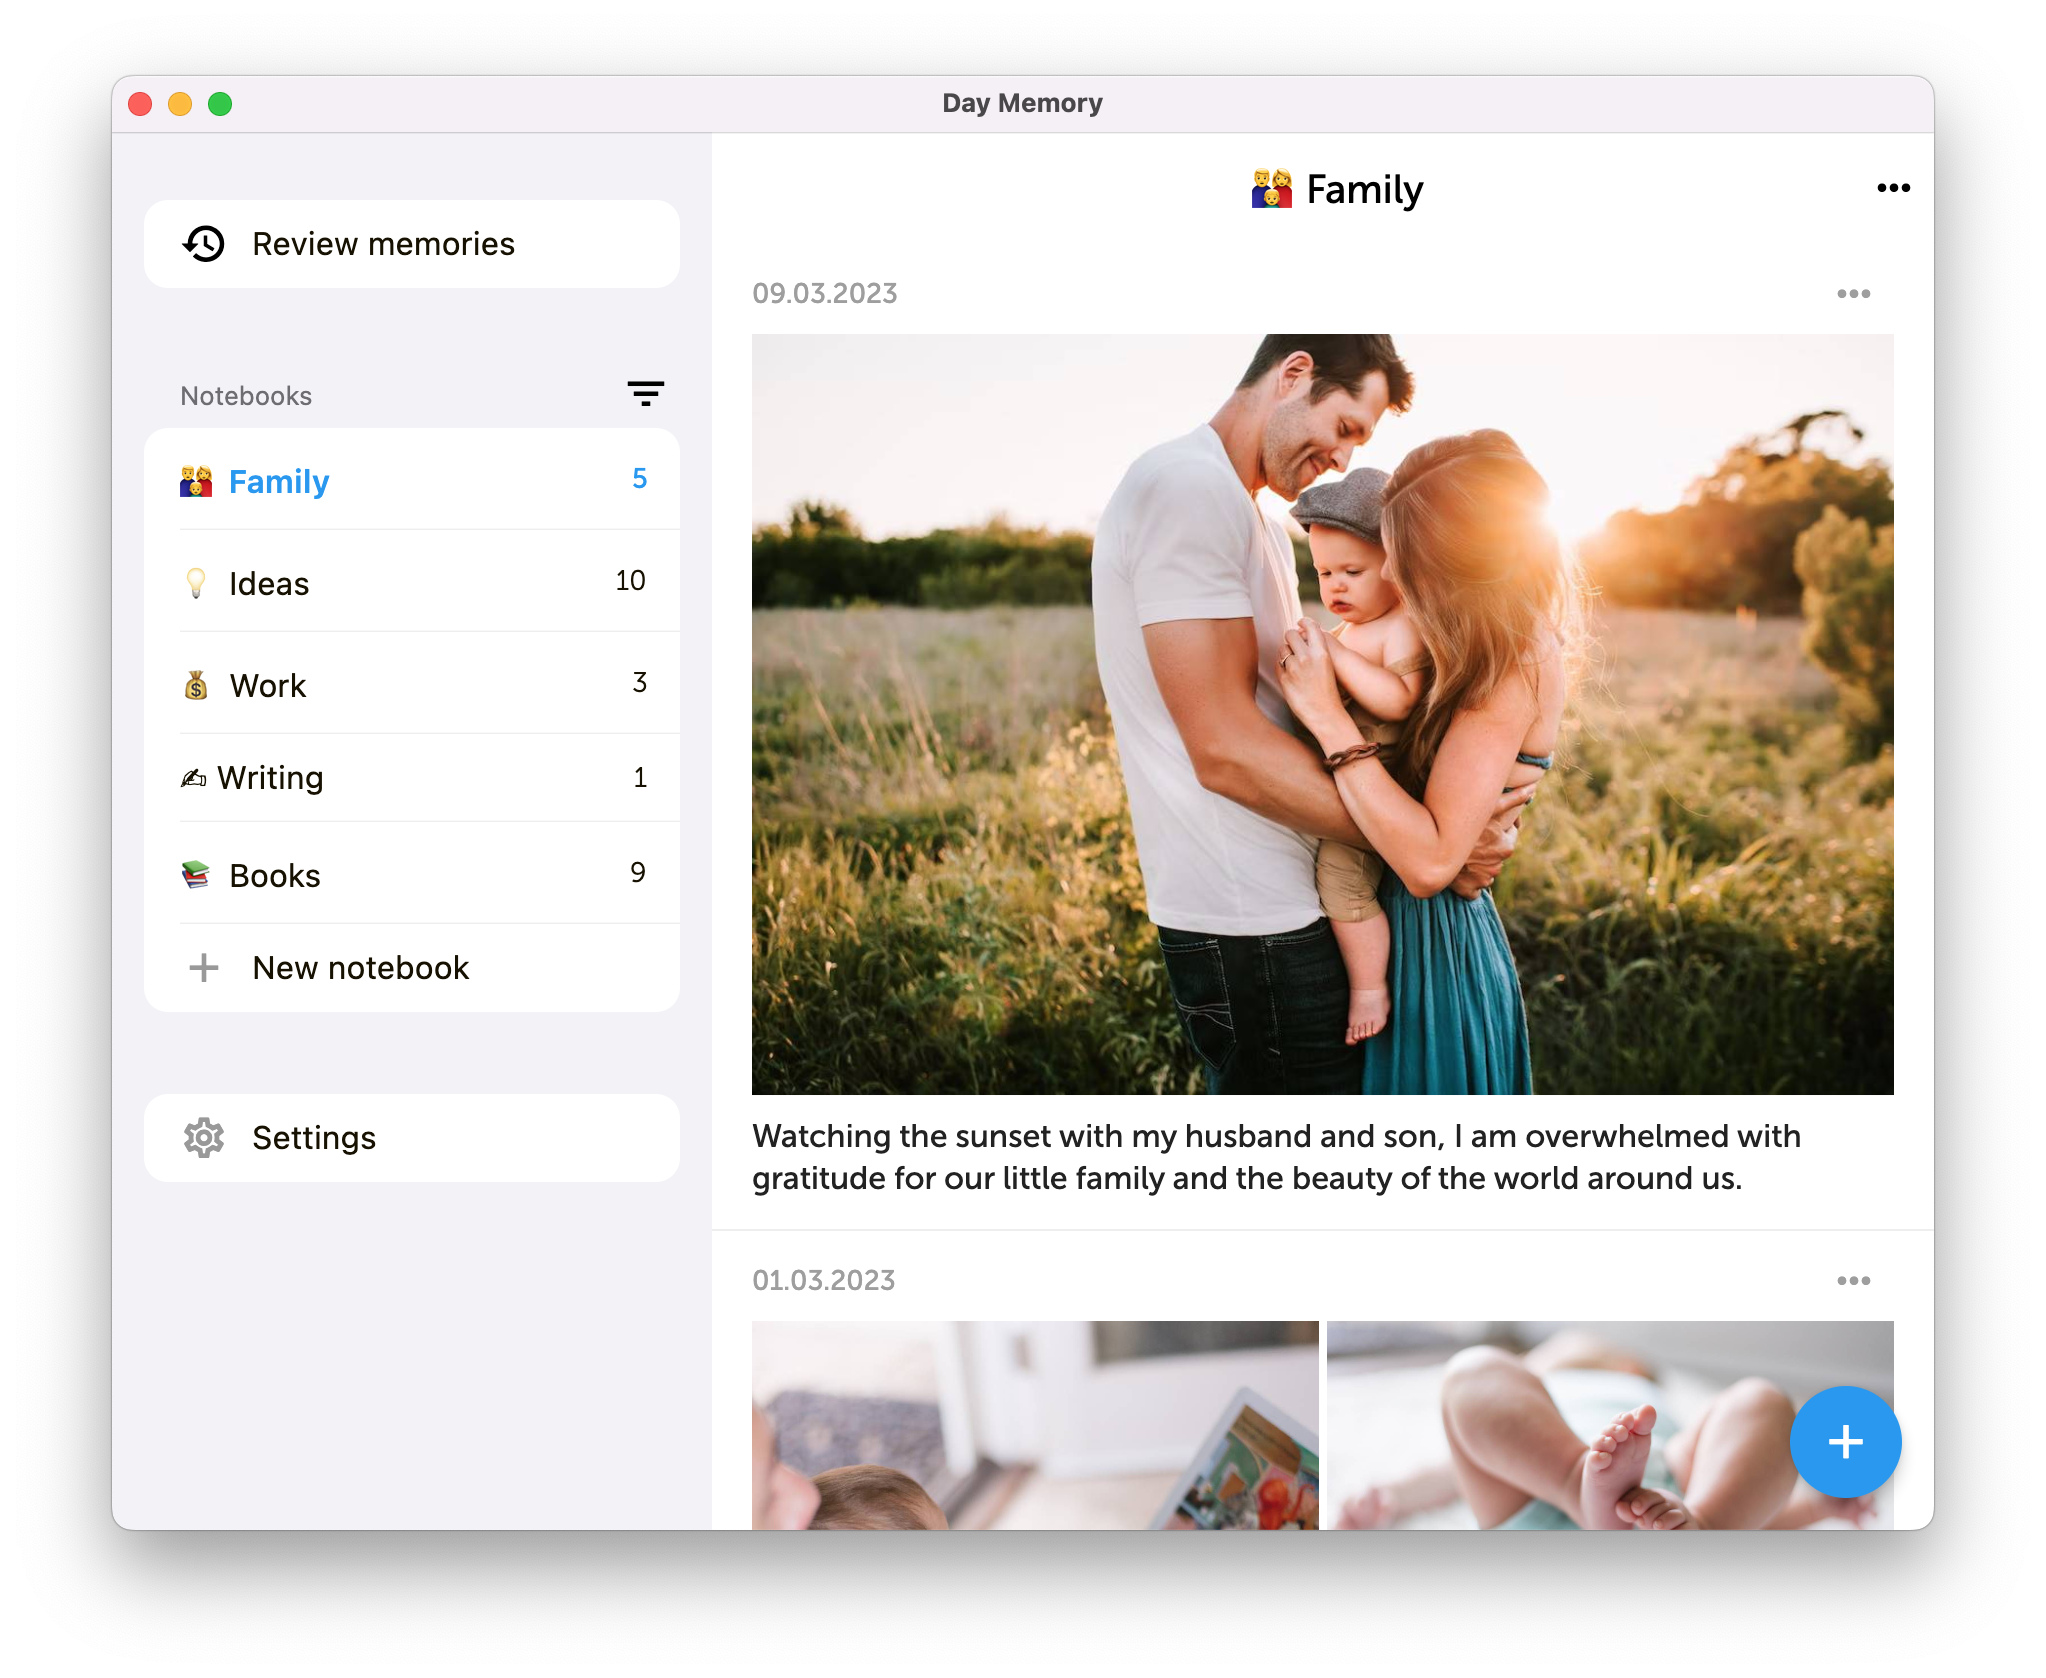 Day Memory
Review memories
Notebooks
Family 5
Ideas 10
Work 3
Writing 1
Books 9
New notebook
Settings
Family
09.03.2023
Watching the sunset with my husband and son, I am overwhelmed with
gratitude for our little family and the beauty of the world around us.
01.03.2023